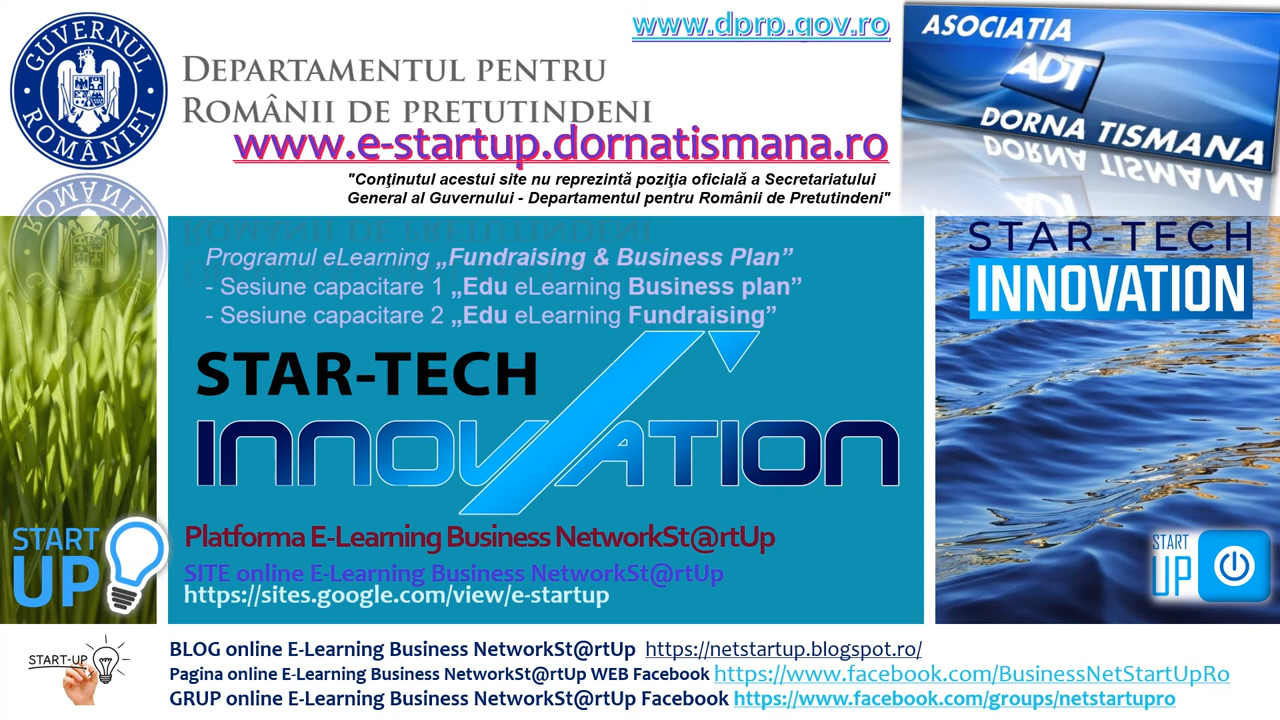 GUVERNUL ROMÂNIEI
DEPARTAMENTUL PENTRU
ROMÂNII DE PRETUTINDENI
www.dprp.gov.ro
www.e-startup.dornatismana.ro
"Conţinutul acestui site nu reprezintă poziţia oficială a Secretariatului
General al Guvernului - Departamentul pentru Românii de Pretutindeni"
ASOCIATIA
ADT
DORNA TISMANA
Programul eLearning „Fundraising & Business Plan”
- Sesiune capacitare 1 „Edu eLearning Business plan”
- Sesiune capacitare 2 „Edu eLearning Fundraising”
STAR-TECH
INNOVATION
STAR-TECH
INNOVATION
START
UP
Platforma E-Learning Business NetworkSt@rtUp
SITE online E-Learning Business NetworkSt@rtUp
https://sites.google.com/view/e-startup
START
UP
START-UP
BLOG online E-Learning Business NetworkSt@rtUp https://netstartup.blogspot.ro/
Pagina online E-Learning Business NetworkSt@rtUp WEB Facebook https://www.facebook.com/BusinessNetStartUpRo
GRUP online E-Learning Business NetworkSt@rtUp Facebook https://www.facebook.com/groups/netstartupro